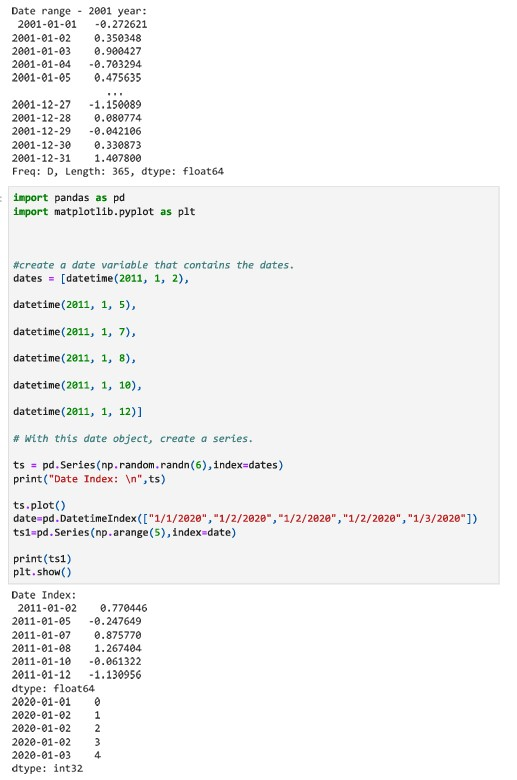 Date range - 2001 year:
2001-01-01   -0.272621
2001-01-02    0.350348
2001-01-03    0.900427
2001-01-04   -0.703294
2001-01-05    0.475635
...
2001-12-27   -1.150089
2001-12-28    0.080774
2001-12-29   -0.042106
2001-12-30    0.330873
2001-12-31    1.407800
Freq: D, Length: 365, dtype: float64
import pandas as pd
import matplotlib.pyplot as plt
#create a date variable that contains the dates.
dates = [datetime(2011, 1, 2),
datetime(2011, 1, 5),
datetime(2011, 1, 7),
datetime(2011, 1, 8),
datetime(2011, 1, 10),
datetime(2011, 1, 12)]
# With this date object, create a series.
ts = pd.Series(np.random.randn(6),index=dates)
print("Date Index: \n",ts)
ts.plot()
date=pd.DatetimeIndex(["1/1/2020","1/2/2020","1/2/2020","1/2/2020","1/3/2020"])
ts1=pd.Series(np.arange(5),index=date)
print(ts1)
plt.show()
Date Index:
2011-01-02    0.770446
2011-01-05   -0.247649
2011-01-07    0.875770
2011-01-08    1.267404
2011-01-10   -0.061322
2011-01-12   -1.130956
dtype: float64
2020-01-01    0
2020-01-02    1
2020-01-02    2
2020-01-02    3
2020-01-03    4
dtype: int32